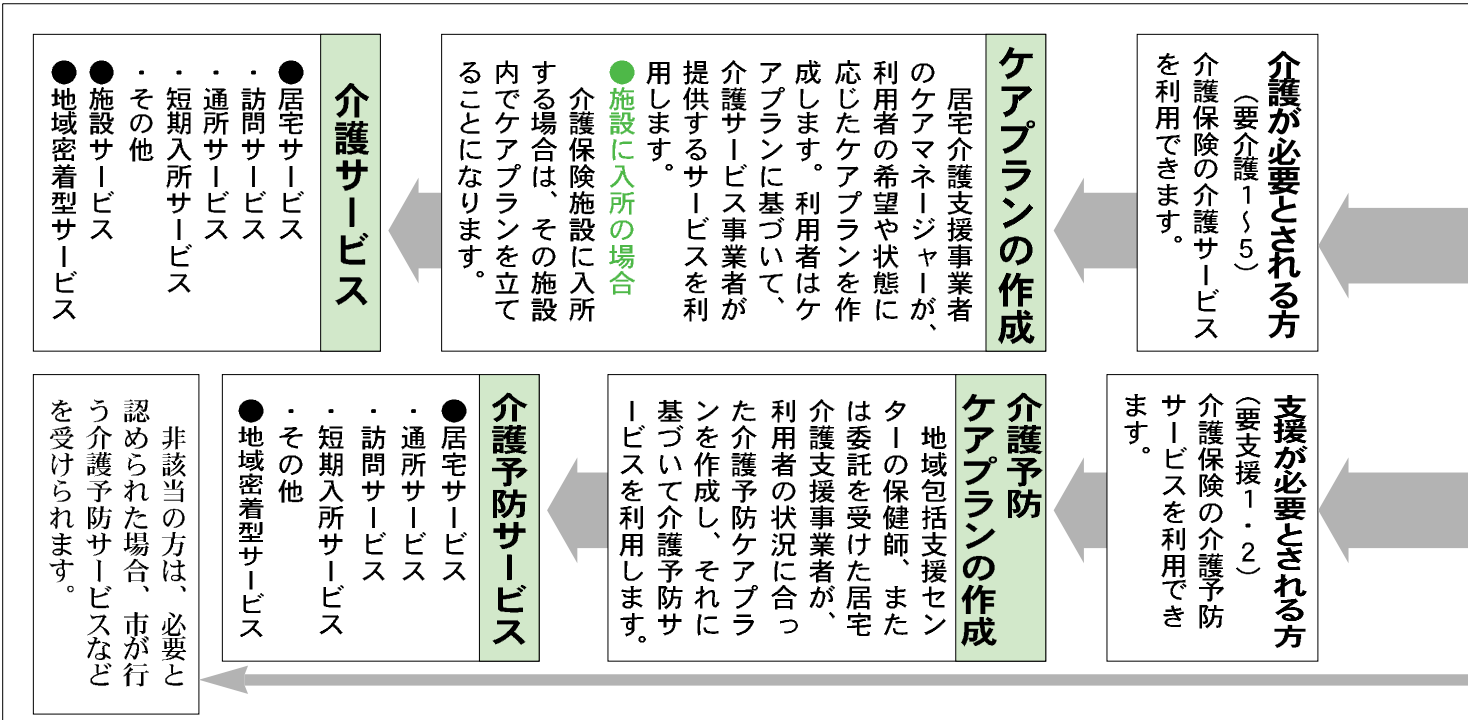 介護が必要とされる方
（要介護１～５）
介護保険の介護サービス
を利用できます。
ケアプランの作成
居宅介護支援事業者
のケアマネージャーが、
利用者の希望や状態に
応じたケアプランを作
成します。利用者はケ
アプランに基づいて、
介護サービス事業者が
提供するサービスを利
用します。
●施設に入所の場合
介護保険施設に入所
する場合は、その施設
内でケアプランを立て
ることになります。
介護サービス
●居宅サービス
・訪問サービス
・通所サービス
・短期入所サービス
・その他
●施設サービス
●地域密着型サービス
支援が必要とされる方
（要支援１・２）
介護保険の介護予防
サービスを利用でき
ます。
介護予防
ケアプランの作成
地域包括支援セン
ターの保健師、また
は委託を受けた居宅
介護支援事業者が、
利用者の状況に合っ
た介護予防ケアプラ
ンを作成し、それに
基づいて介護予防サ
ービスを利用します。
介護予防サービス
●居宅サービス
・通所サービス
・訪問サービス
・短期入所サービス
・その他
●地域密着型サービス
非該当の方は、必要と
認められた場合、市が行
う介護予防サービスなど
を受けられます。